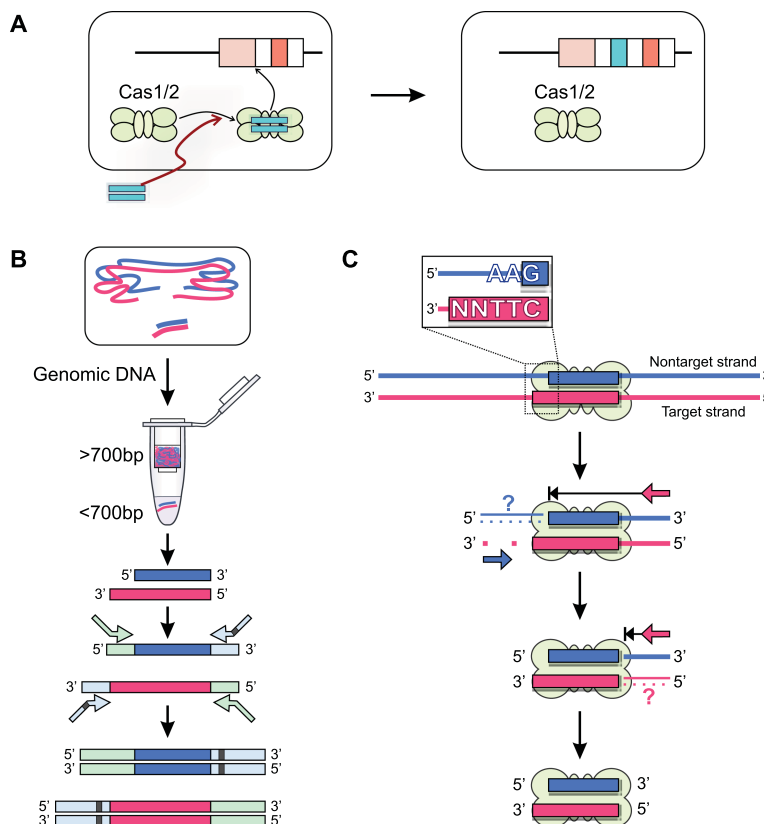 A
Cas1/2
Cas1/2
B
C
5’ AAG
3’ NNTTC
Genomic DNA
5’ Nontarget strand
3’ Target strand
>700bp
<700bp
?
5’ 3’
3’ 5’
5’ 3’
3’
5’ 3’
3’ 5’
5’ 3’
3’ 5’
?
5’ 3’
3’ 5’
5’ 3’
3’ 5’
5’ 3’
3’ 5’